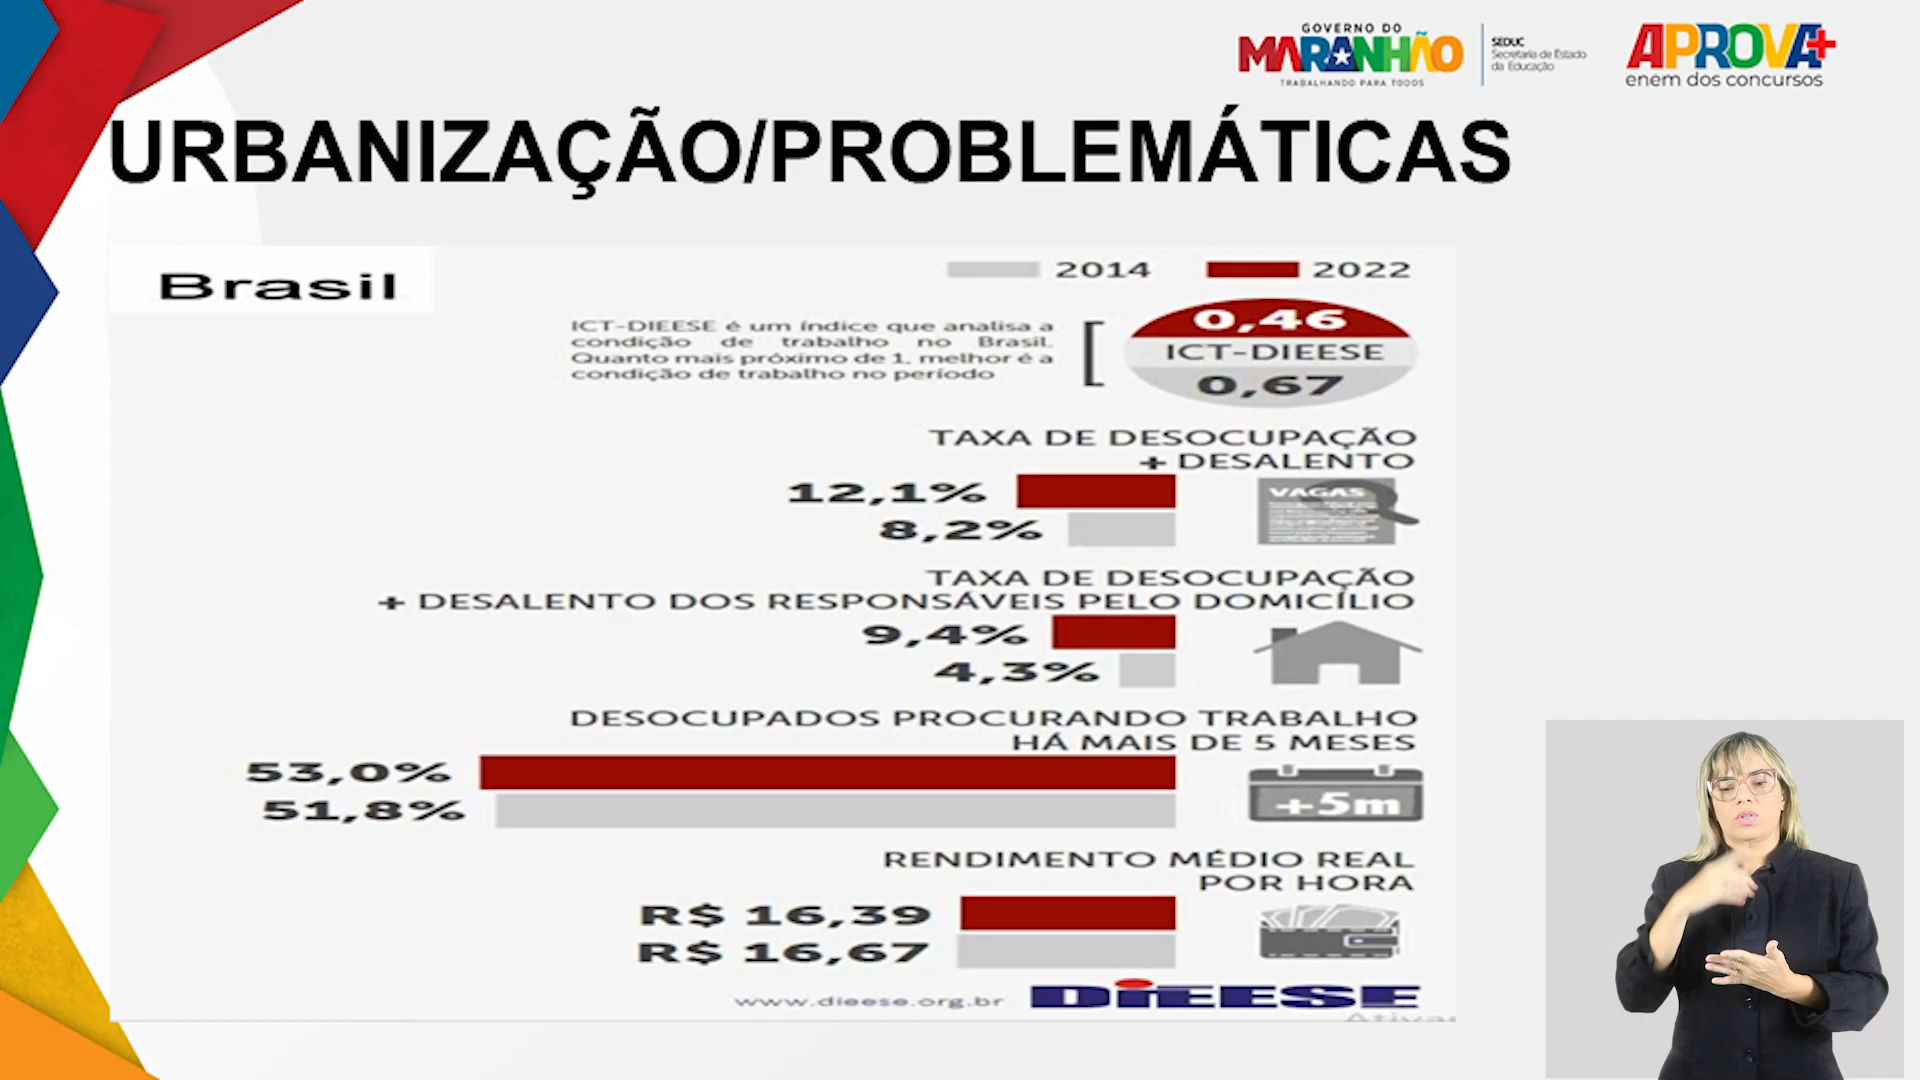 GOVERNO DO
MARANHÃO
TRABALHANDO PARA TODOS
SEDUC
Secretaria de Estado
da Educação
APROVA+
enem dos concursos
URBANIZAÇÃO/PROBLEMÁTICAS
Brasil
2014 2022
ICT-DIEESE é um índice que analisa a
condição de trabalho no Brasil.
Quanto mais próximo de 1, melhor é a
condição de trabalho no período
0,46
ICT-DIEESE
0,67
TAXA DE DESOCUPAÇÃO
+ DESALENTO
12,1%
8,2%
VAGAS
TAXA DE DESOCUPAÇÃO
+ DESALENTO DOS RESPONSÁVEIS PELO DOMICÍLIO
9,4%
4,3%
DESOCUPADOS PROCURANDO TRABALHO
HÁ MAIS DE 5 MESES
53,0%
51,8%
+5m
RENDIMENTO MÉDIO REAL
POR HORA
R$ 16,39
R$ 16,67
www.dieese.org.br
DIEESE